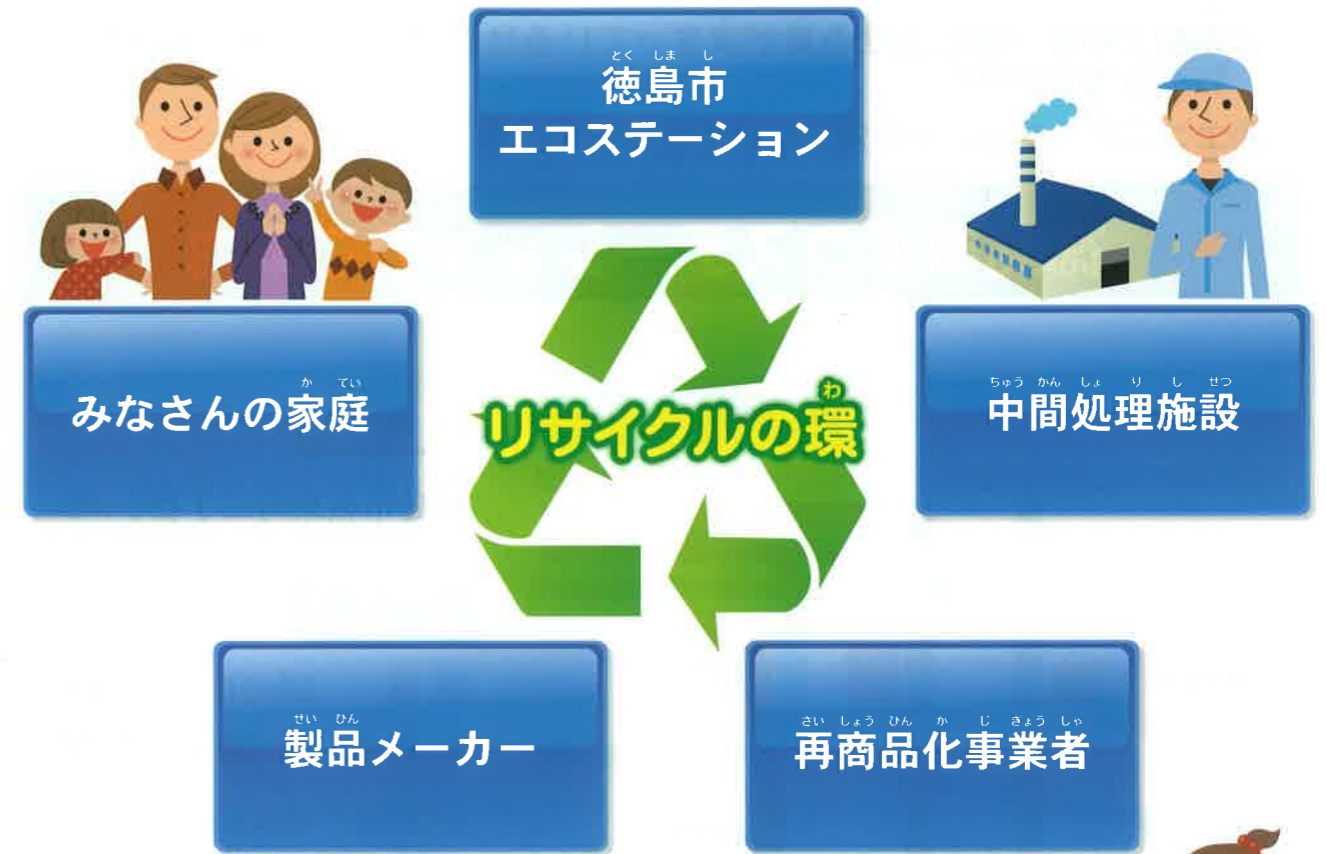 とくしまし
徳島市
エコステーション
かてい
みなさんの家庭
わ
リサイクルの環
ちゅうかんしょりしせつ
中間処理施設
せいひん
製品メーカー
さいしょうひんかじぎょうしゃ
再商品化事業者